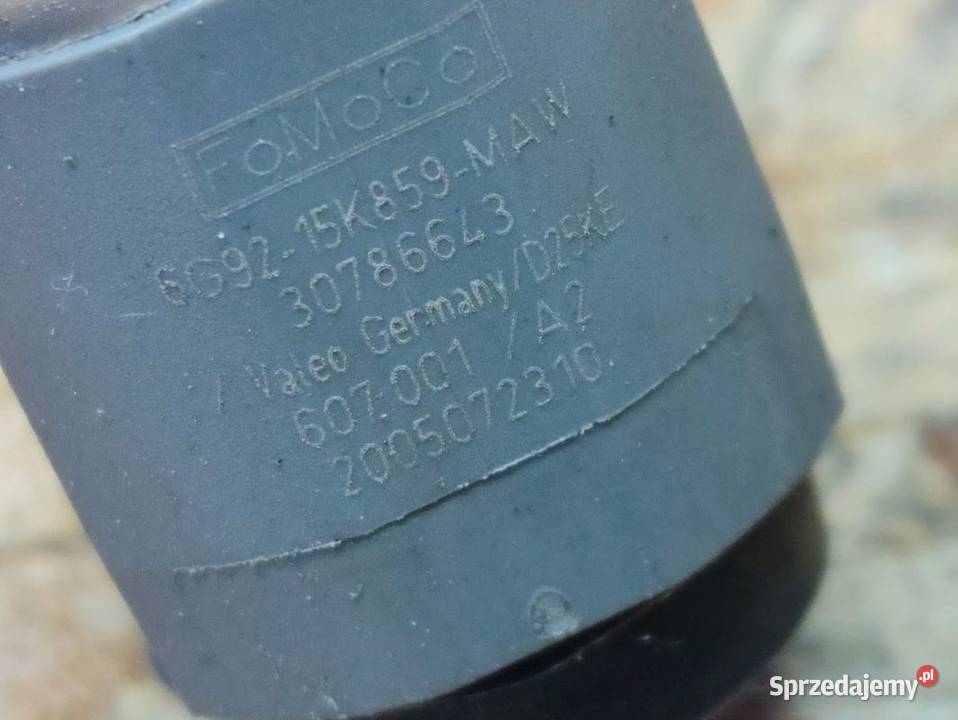 FoMoCo
6G92-15K859-MAW
30786643
/ Valeo Germany/D25KE
607-001 /A2
2005072310.
Sprzedajemy.pl